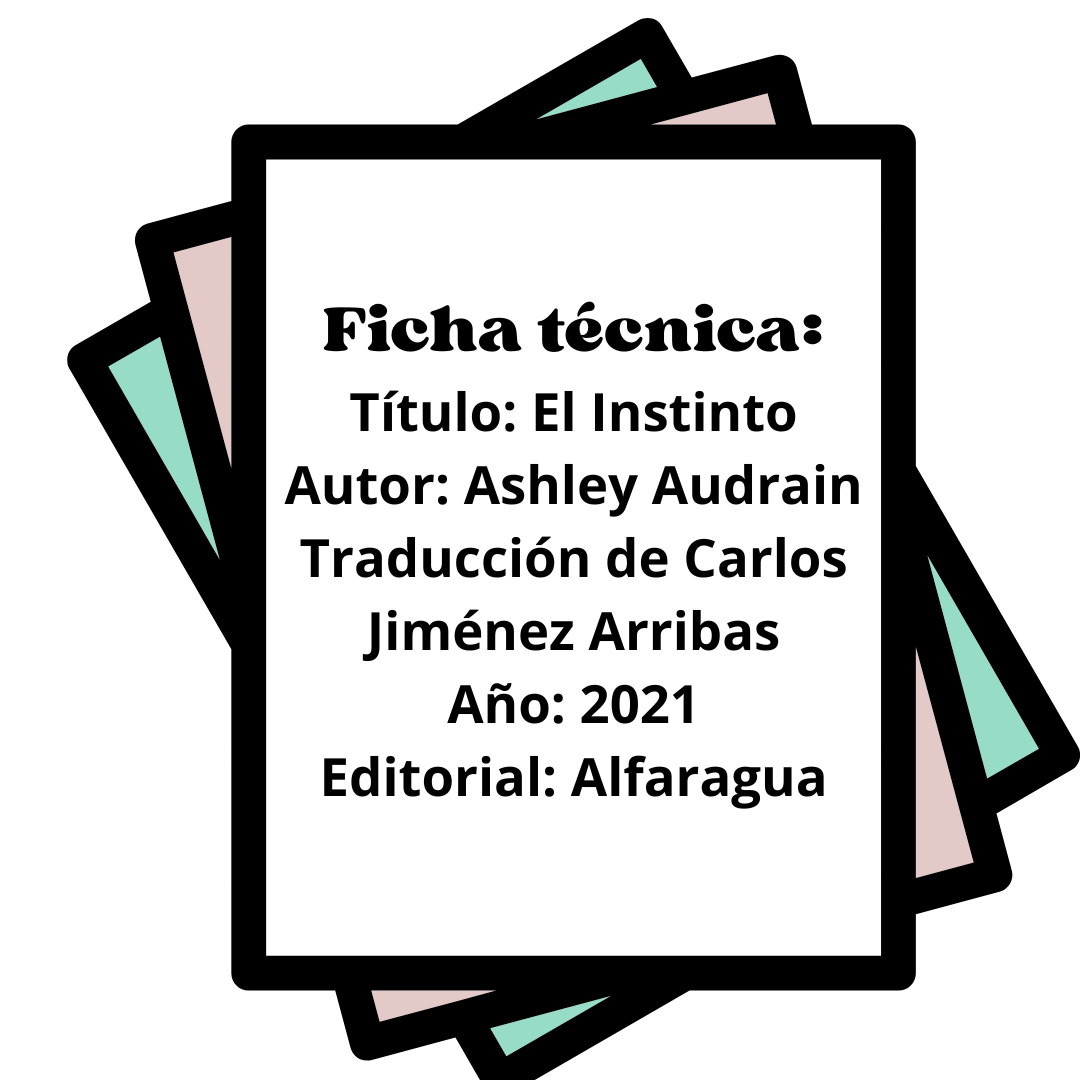 Ficha técnica:
Título: El Instinto
Autor: Ashley Audrain
Traducción de Carlos
Jiménez Arribas
Año: 2021
Editorial: Alfaragua